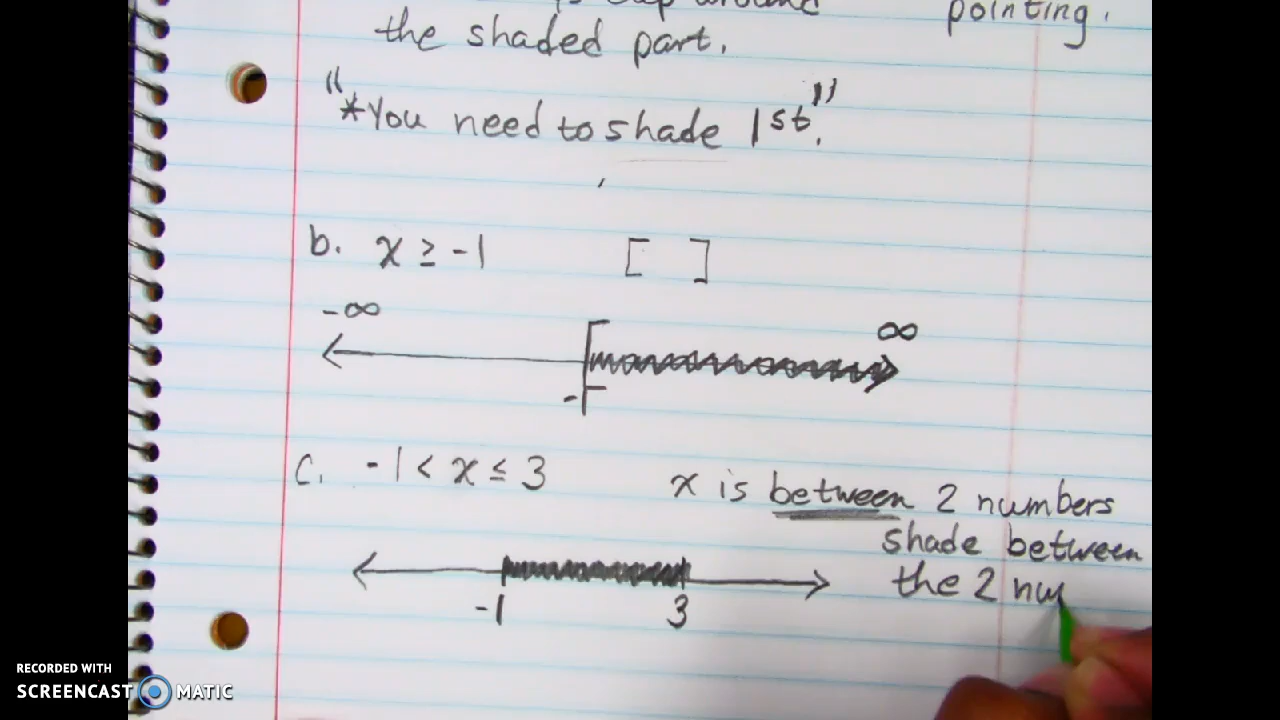 pointing.
the shaded part.
"*You need to shade 1st".
b. x ≥ -1 [ ]
-∞ ∞
-1
c. -1 < x ≤ 3
x is between 2 numbers
shade between
the 2 nu
-1 3
RECORDED WITH
SCREENCAST MATIC